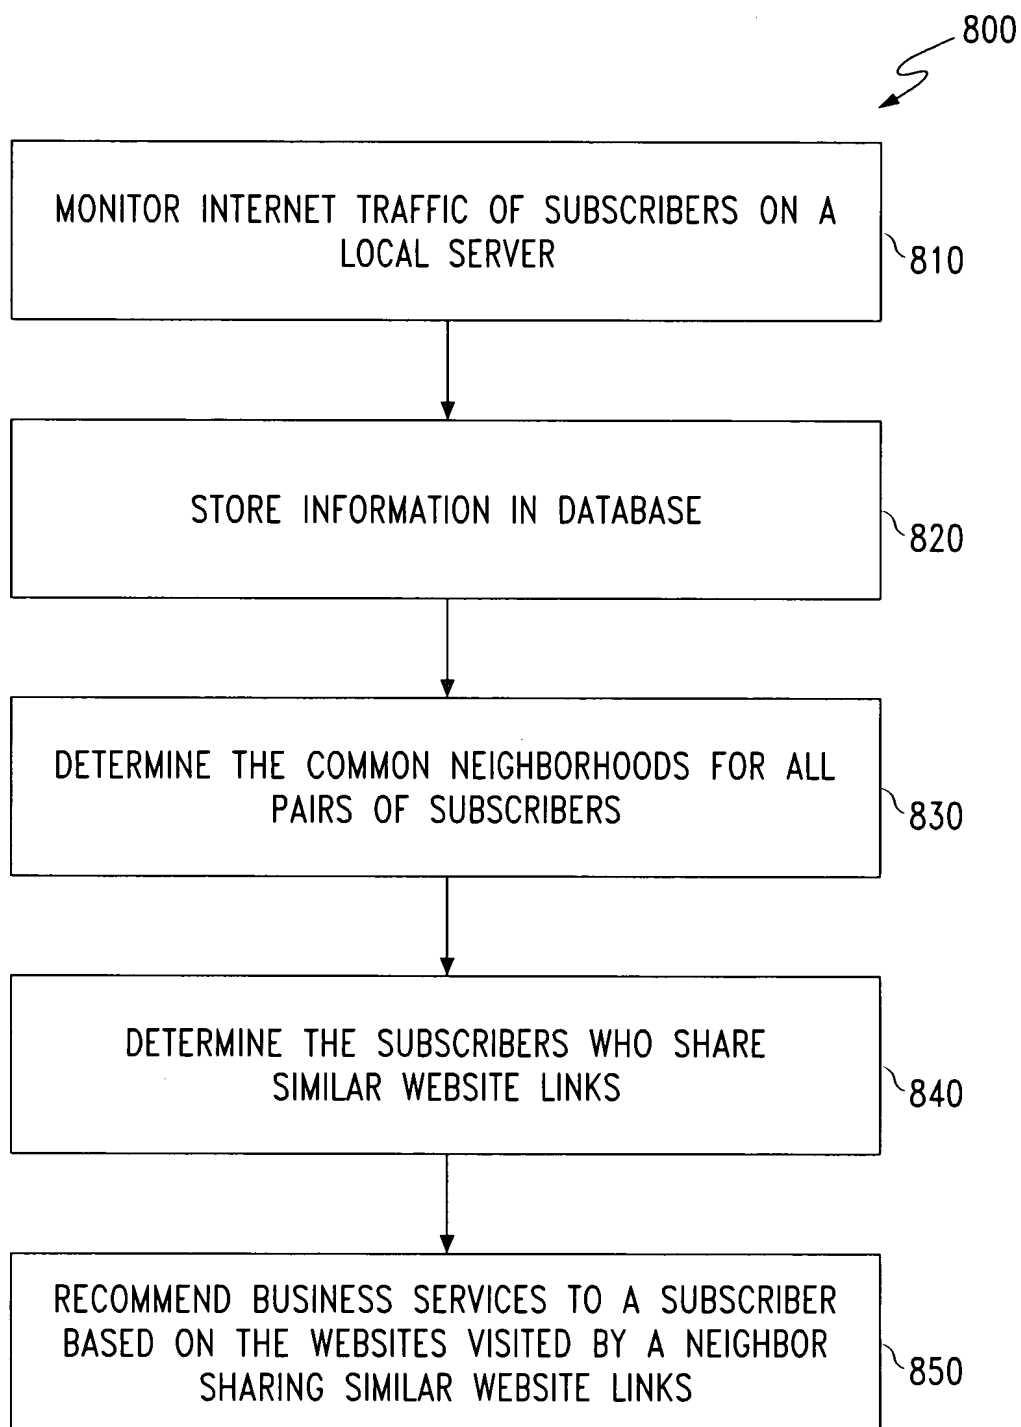 800
MONITOR INTERNET TRAFFIC OF SUBSCRIBERS ON A
LOCAL SERVER
810
STORE INFORMATION IN DATABASE
820
DETERMINE THE COMMON NEIGHBORHOODS FOR ALL
PAIRS OF SUBSCRIBERS
830
DETERMINE THE SUBSCRIBERS WHO SHARE
SIMILAR WEBSITE LINKS
840
RECOMMEND BUSINESS SERVICES TO A SUBSCRIBER
BASED ON THE WEBSITES VISITED BY A NEIGHBOR
SHARING SIMILAR WEBSITE LINKS
850